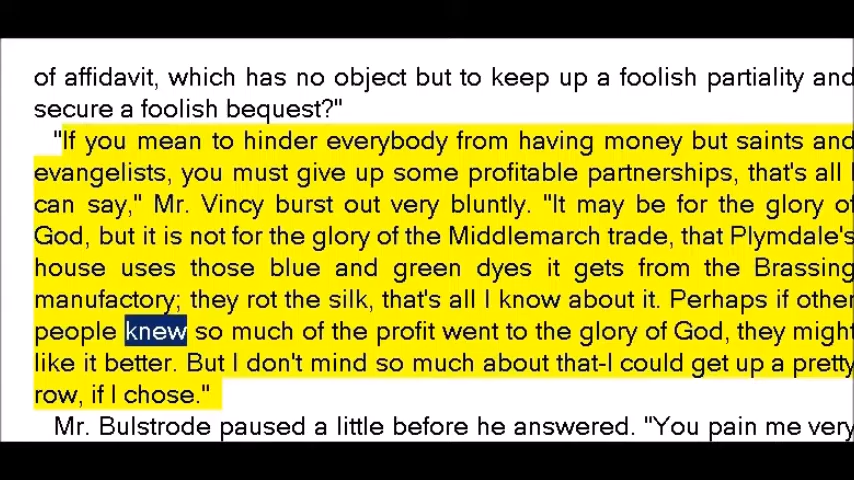 of affidavit, which has no object but to keep up a foolish partiality and
secure a foolish bequest?"
"If you mean to hinder everybody from having money but saints and
evangelists, you must give up some profitable partnerships, that's all I
can say," Mr. Vincy burst out very bluntly. "It may be for the glory of
God, but it is not for the glory of the Middlemarch trade, that Plymdale's
house uses those blue and green dyes it gets from the Brassing
manufactory; they rot the silk, that's all I know about it. Perhaps if other
people knew so much of the profit went to the glory of God, they might
like it better. But I don't mind so much about that-I could get up a pretty
row, if I chose."
Mr. Bulstrode paused a little before he answered. "You pain me very